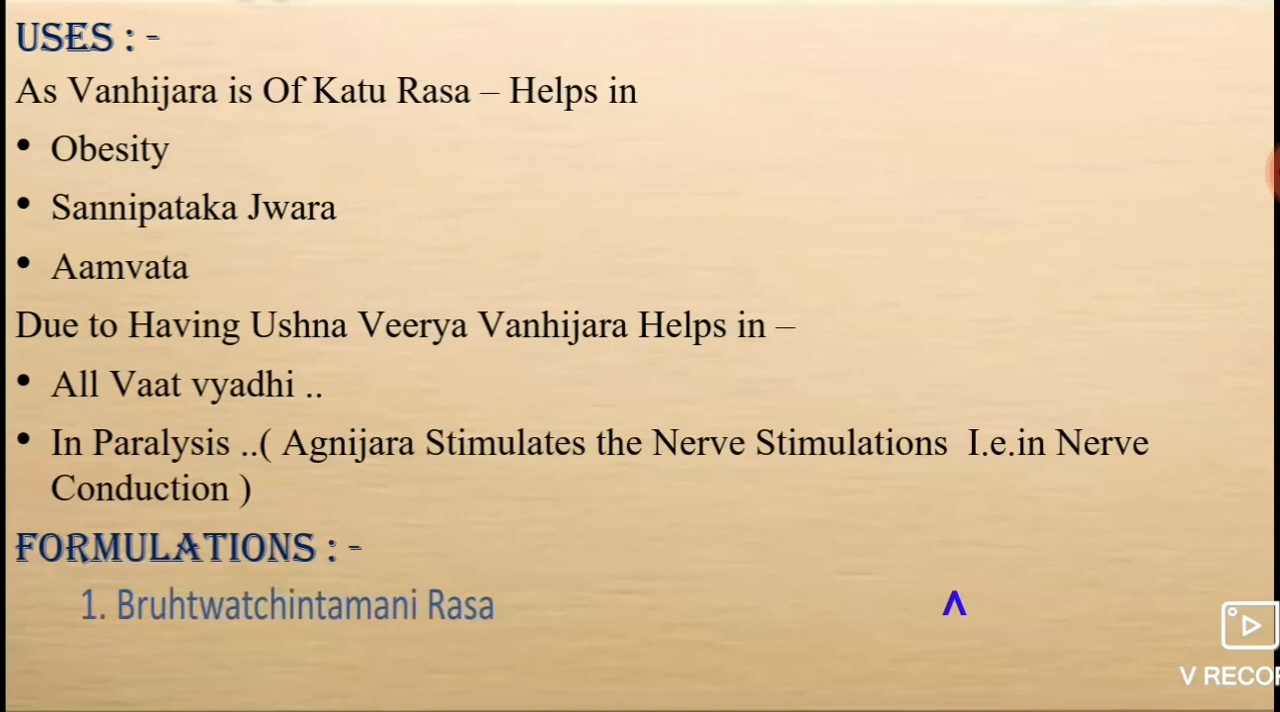 USES : -
As Vanhijara is Of Katu Rasa – Helps in
• Obesity
• Sannipataka Jwara
• Aamvata
Due to Having Ushna Veerya Vanhijara Helps in –
• All Vaat vyadhi ..
• In Paralysis ..( Agnijara Stimulates the Nerve Stimulations I.e.in Nerve
Conduction )
FORMULATIONS : -
1. Bruhtwatchintamani Rasa
^
V RECOR